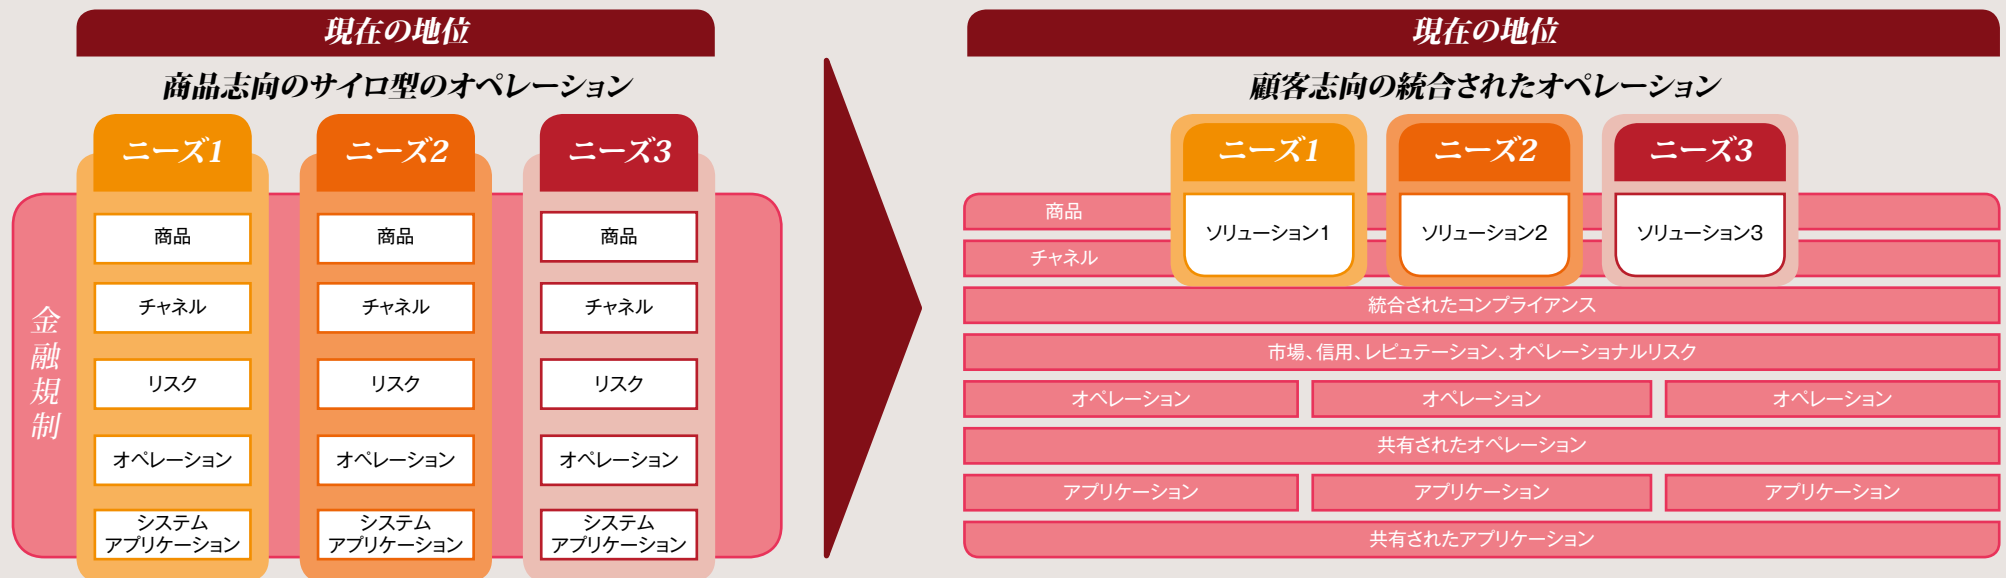 現在の地位
商品志向のサイロ型のオペレーション
ニーズ1
ニーズ2
ニーズ3
金融規制
商品
商品
商品
チャネル
チャネル
チャネル
リスク
リスク
リスク
オペレーション
オペレーション
オペレーション
システム
アプリケーション
システム
アプリケーション
システム
アプリケーション
現在の地位
顧客志向の統合されたオペレーション
ニーズ1
ニーズ2
ニーズ3
商品
ソリューション1
ソリューション2
ソリューション3
チャネル
統合されたコンプライアンス
市場、信用、レピュテーション、オペレーショナルリスク
オペレーション
オペレーション
オペレーション
共有されたオペレーション
アプリケーション
アプリケーション
アプリケーション
共有されたアプリケーション